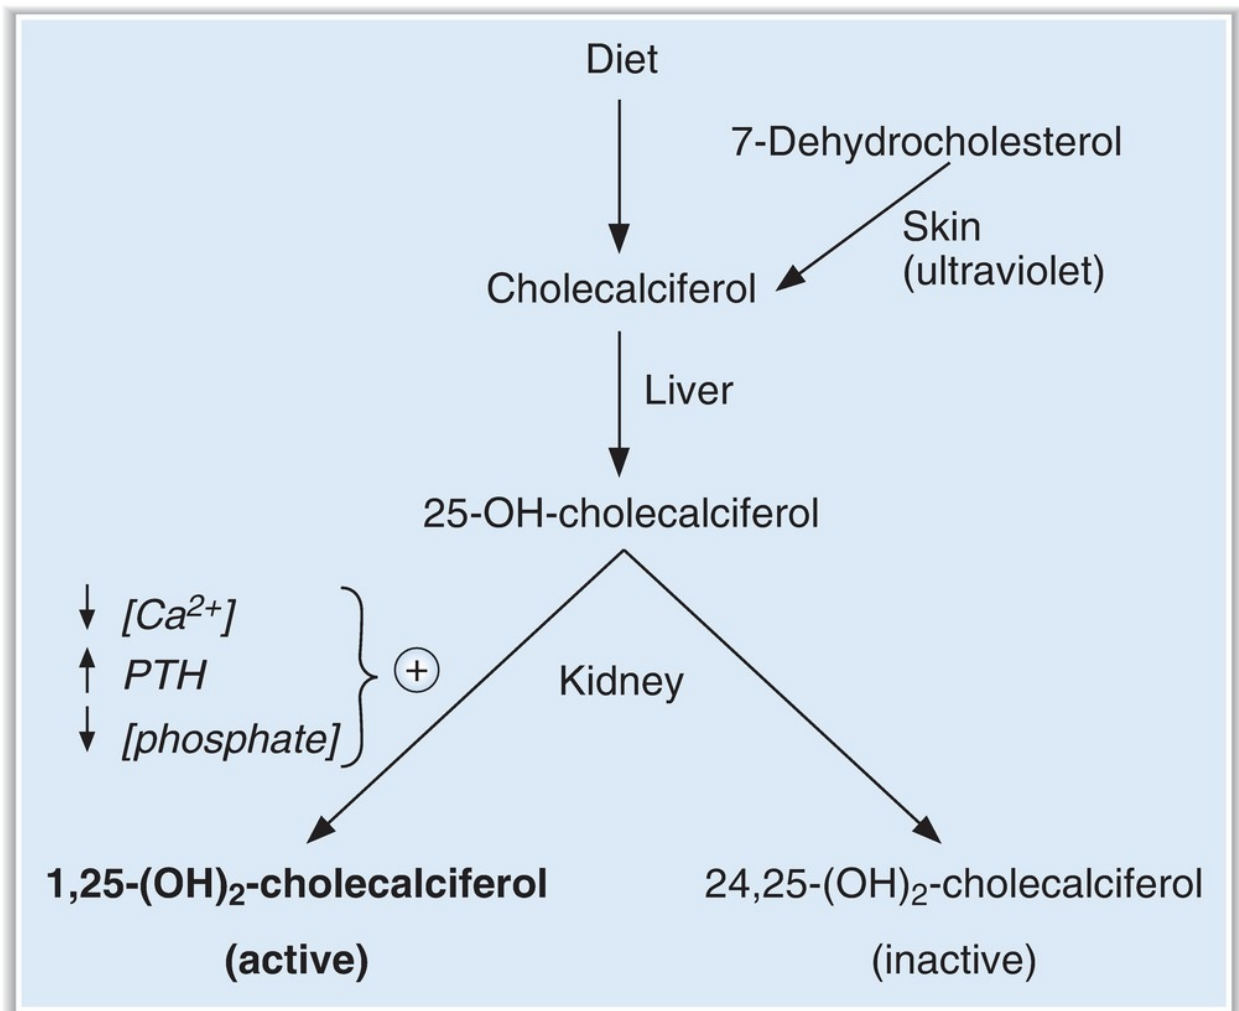 Diet
7-Dehydrocholesterol
Skin
(ultraviolet)
Cholecalciferol
Liver
25-OH-cholecalciferol
↓ [Ca²⁺]
↑ PTH
↓ [phosphate]
+
Kidney
1,25-(OH)₂-cholecalciferol
(active)
24,25-(OH)₂-cholecalciferol
(inactive)